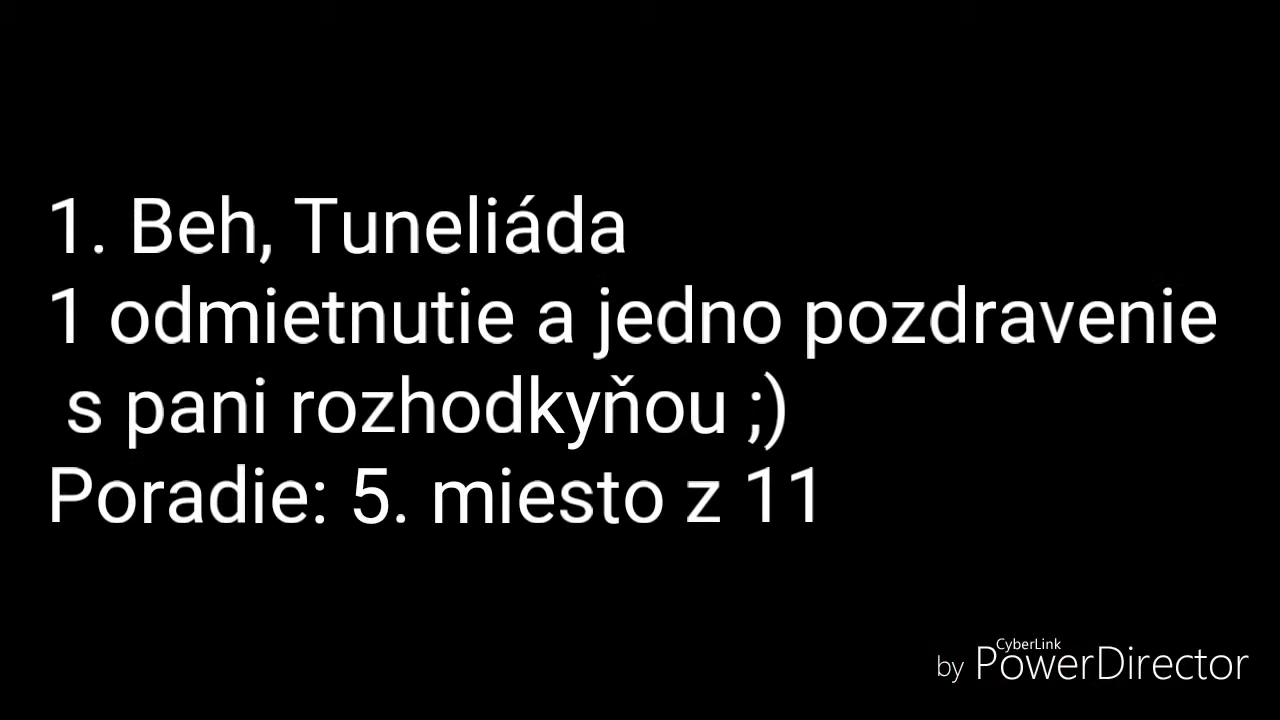 1. Beh, Tuneliáda
1 odmietnutie a jedno pozdravenie
s pani rozhodkyňou ;)
Poradie: 5. miesto z 11
CyberLink
by PowerDirector